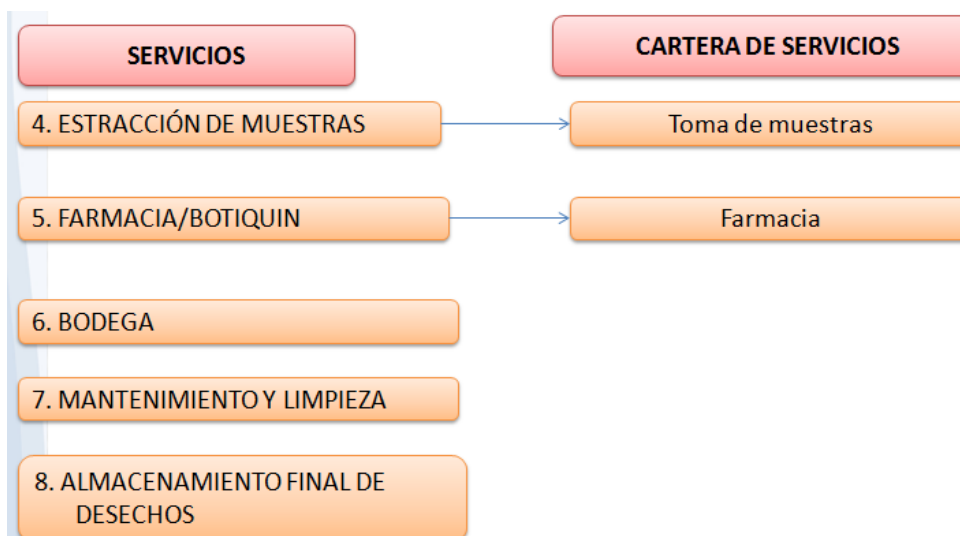 SERVICIOS
CARTERA DE SERVICIOS
4. ESTRACCIÓN DE MUESTRAS
Toma de muestras
5. FARMACIA/BOTIQUIN
Farmacia
6. BODEGA
7. MANTENIMIENTO Y LIMPIEZA
8. ALMACENAMIENTO FINAL DE
DESECHOS